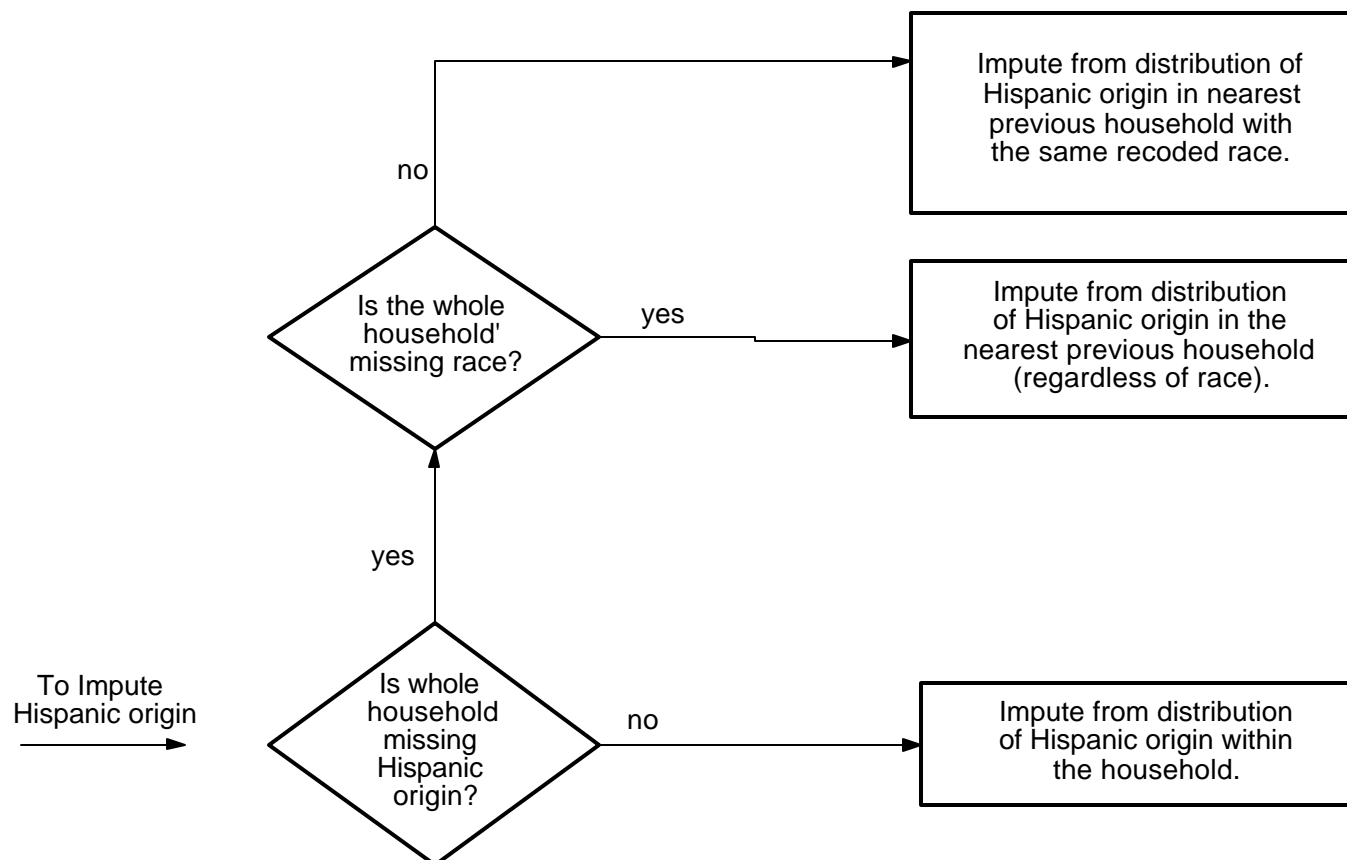 Impute from distribution of
Hispanic origin in nearest
previous household with
the same recoded race.
no
Is the whole
household'
missing race?
yes
Impute from distribution
of Hispanic origin in the
nearest previous household
(regardless of race).
yes
To Impute
Hispanic origin
Is whole
household
missing
Hispanic
origin?
no
Impute from distribution
of Hispanic origin within
the household.